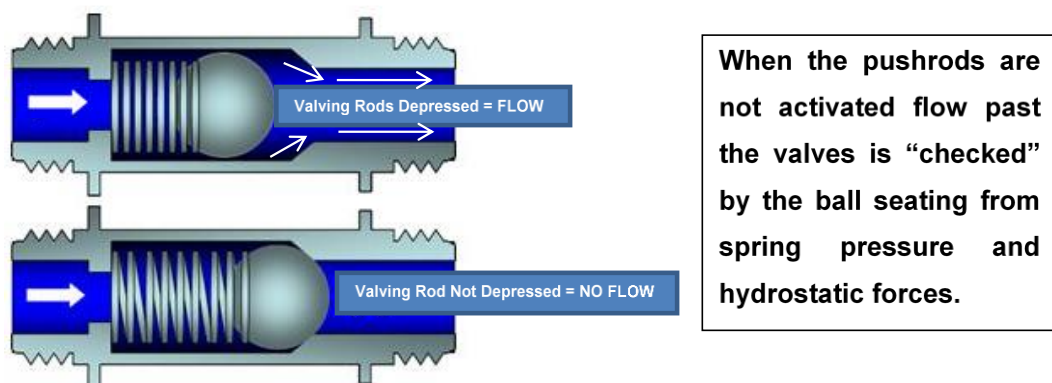 Valving Rods Depressed = FLOW
Valving Rod Not Depressed = NO FLOW
When the pushrods are
not activated flow past
the valves is “checked”
by the ball seating from
spring pressure and
hydrostatic forces.